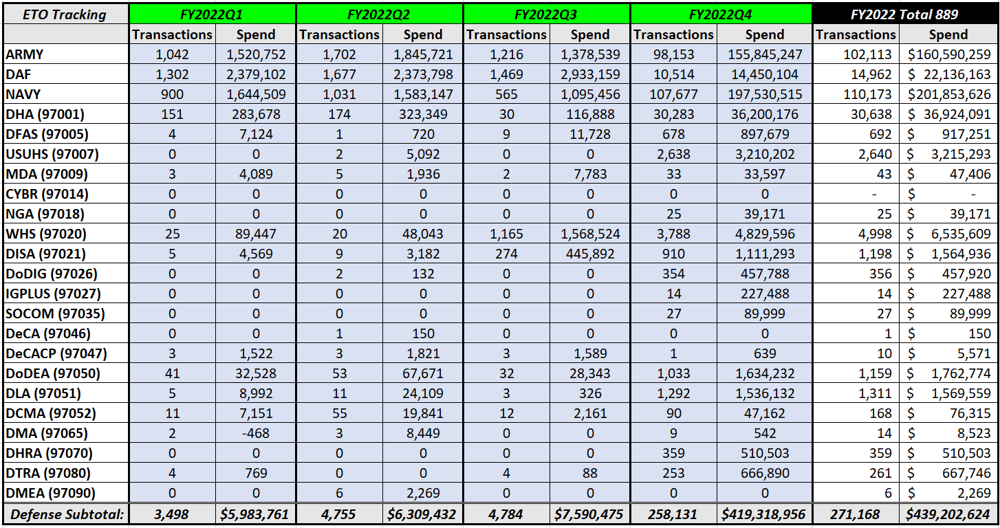 ETO Tracking FY2022Q1 FY2022Q2 FY2022Q3 FY2022Q4 FY2022 Total 889
Transactions Spend Transactions Spend Transactions Spend Transactions Spend Transactions Spend
ARMY 1,042 1,520,752 1,702 1,845,721 1,216 1,378,539 98,153 155,845,247 102,113 $160,590,259
DAF 1,302 2,379,102 1,677 2,373,798 1,469 2,933,159 10,514 14,450,104 14,962 $ 22,136,163
NAVY 900 1,644,509 1,031 1,583,147 565 1,095,456 107,677 197,530,515 110,173 $201,853,626
DHA (97001) 151 283,678 174 323,349 30 116,888 30,283 36,200,176 30,638 $ 36,924,091
DFAS (97005) 4 7,124 1 720 9 11,728 678 897,679 692 $ 917,251
USUHS (97007) 0 0 2 5,092 0 0 2,638 3,210,202 2,640 $ 3,215,293
MDA (97009) 3 4,089 5 1,936 2 7,783 33 33,597 43 $ 47,406
CYBR (97014) 0 0 0 0 0 0 0 0 - $ -
NGA (97018) 0 0 0 0 0 0 25 39,171 25 $ 39,171
WHS (97020) 25 89,447 20 48,043 1,165 1,568,524 3,788 4,829,596 4,998 $ 6,535,609
DISA (97021) 5 4,569 9 3,182 274 445,892 910 1,111,293 1,198 $ 1,564,936
DoDIG (97026) 0 0 2 132 0 0 354 457,788 356 $ 457,920
IGPLUS (97027) 0 0 0 0 0 0 14 227,488 14 $ 227,488
SOCOM (97035) 0 0 0 0 0 0 27 89,999 27 $ 89,999
DeCA (97046) 0 0 1 150 0 0 0 0 1 $ 150
DeCACP (97047) 3 1,522 3 1,821 3 1,589 1 639 10 $ 5,571
DoDEA (97050) 41 32,528 53 67,671 32 28,343 1,033 1,634,232 1,159 $ 1,762,774
DLA (97051) 5 8,992 11 24,109 3 326 1,292 1,536,132 1,311 $ 1,569,559
DCMA (97052) 11 7,151 55 19,841 12 2,161 90 47,162 168 $ 76,315
DMA (97065) 2 -468 3 8,449 0 0 9 542 14 $ 8,523
DHRA (97070) 0 0 0 0 0 0 359 510,503 359 $ 510,503
DTRA (97080) 4 769 0 0 4 88 253 666,890 261 $ 667,746
DMEA (97090) 0 0 6 2,269 0 0 0 0 6 $ 2,269
Defense Subtotal: 3,498 $5,983,761 4,755 $6,309,432 4,784 $7,590,475 258,131 $419,318,956 271,168 $439,202,624